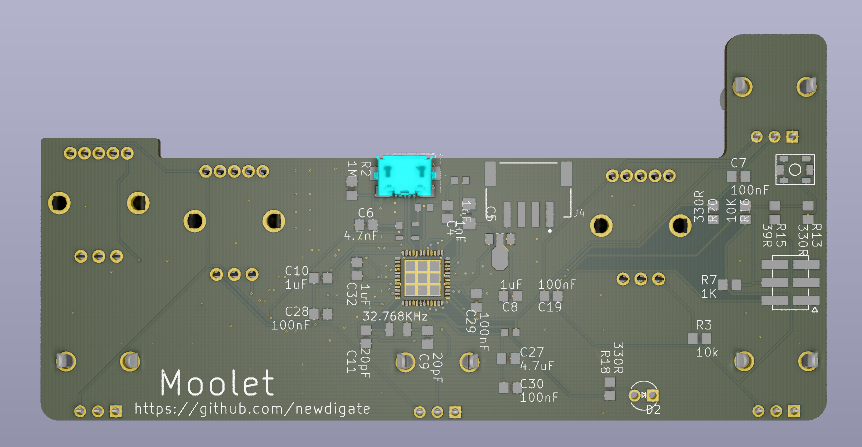 C7
100nF
1M
R2
C6
4.7nF
C4
1uF
C5
J4
330R
R20
10K
R19
R15
39R
R13
330R
C10
1uF
C32
1uF
1uF
C8
100nF
C19
R7
1K
C28
100nF
32.768KHz
C29
100nF
R3
10k
C11
20pF
C9
20pF
C27
4.7uF
C30
100nF
330R
R18
D2
Moolet
https://github.com/newdigate